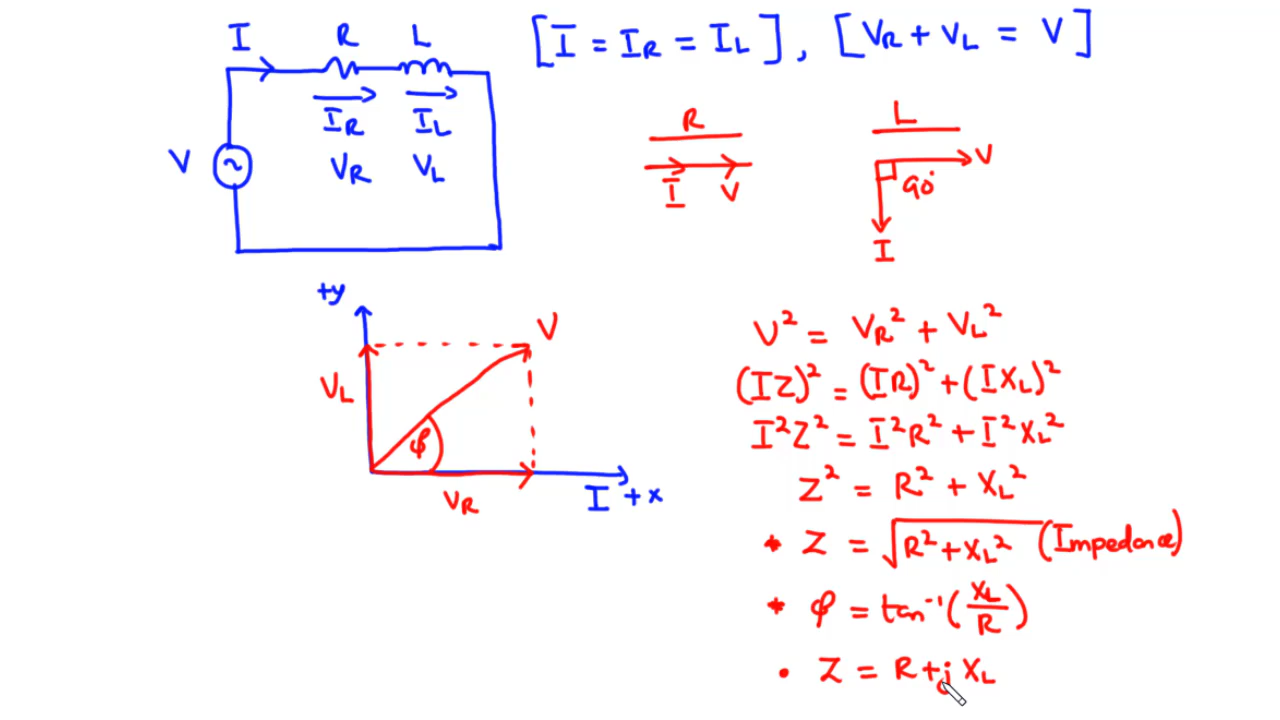 [I = I_R = I_L], [V_R + V_L = V]
I R L
I_R I_L
V V_R V_L
R
I V
L
V
90°
I
+y
V
V_L
φ
V_R I +x
V² = V_R² + V_L²
(IZ)² = (IR)² + (IX_L)²
I²Z² = I²R² + I²X_L²
Z² = R² + X_L²
* Z = √(R² + X_L²) (Impedance)
* φ = tan⁻¹(X_L/R)
• Z = R + j X_L